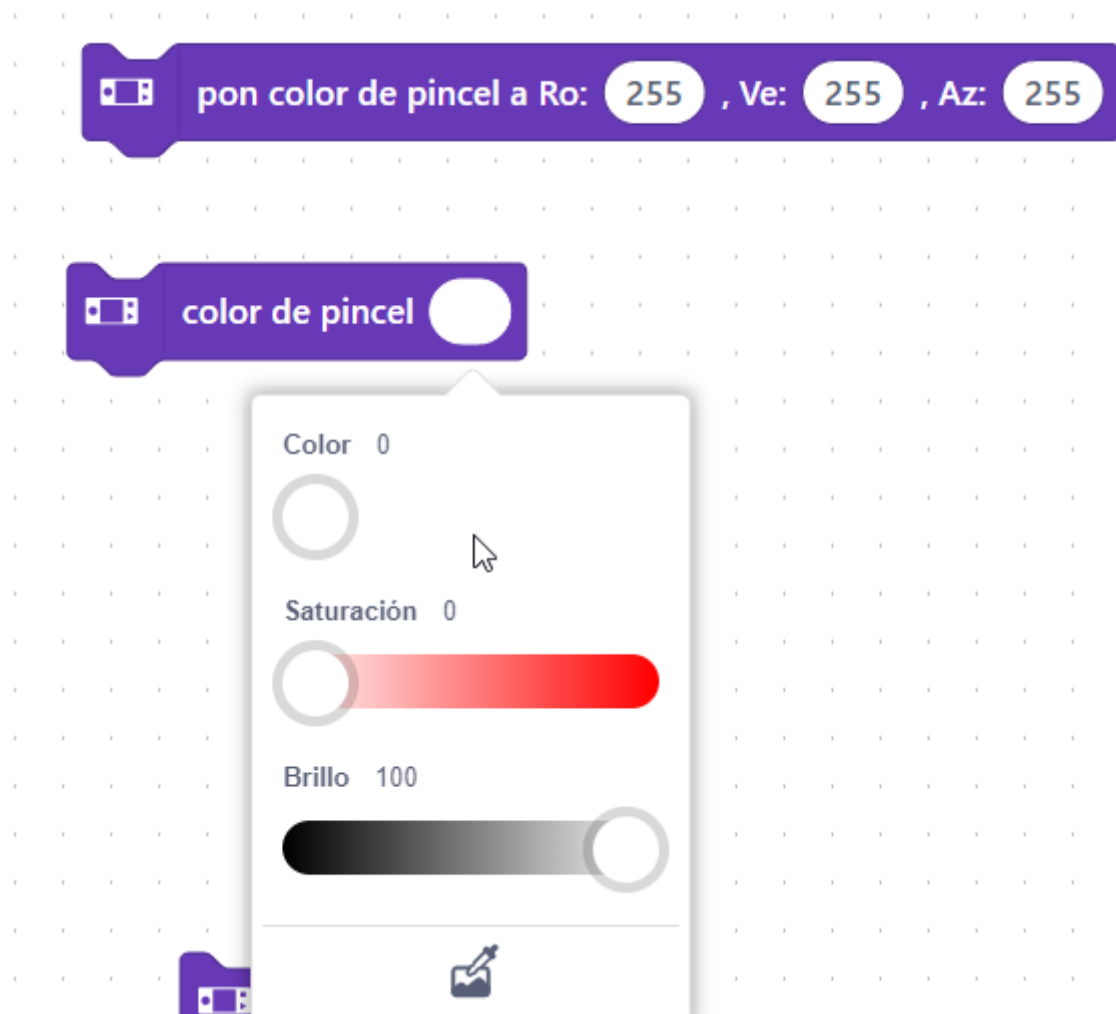 pon color de pincel a Ro: 255 , Ve: 255 , Az: 255
color de pincel
Color 0
Saturación 0
Brillo 100